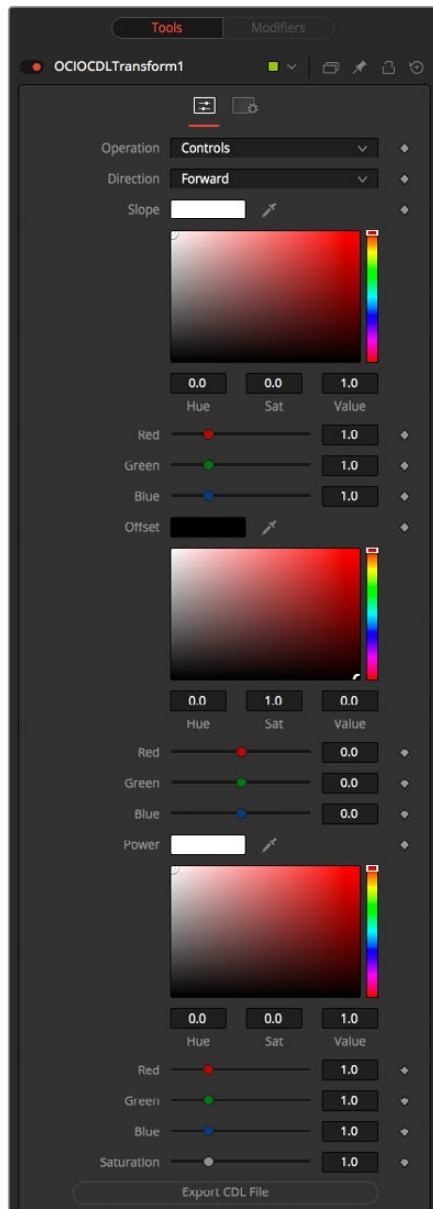 Tools Modifiers
OCIOCDLTransform1
Operation Controls
Direction Forward
Slope
0.0 0.0 1.0
Hue Sat Value
Red 1.0
Green 1.0
Blue 1.0
Offset
0.0 1.0 0.0
Hue Sat Value
Red 0.0
Green 0.0
Blue 0.0
Power
0.0 0.0 1.0
Hue Sat Value
Red 1.0
Green 1.0
Blue 1.0
Saturation 1.0
Export CDL File